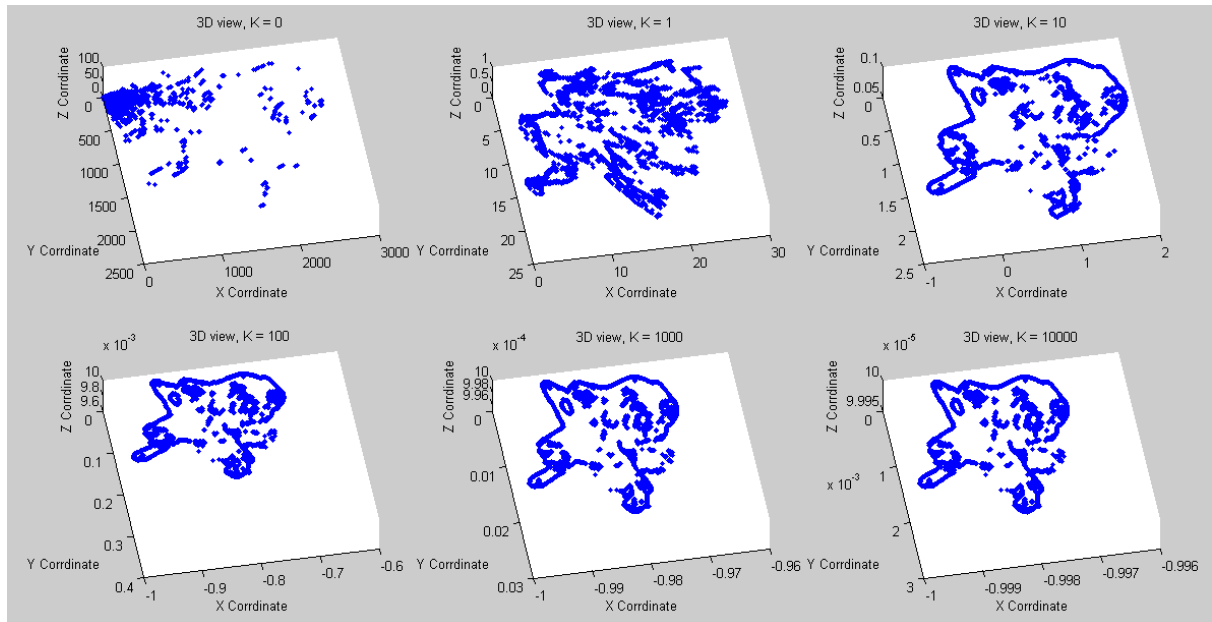 3D view, K = 0
Z Corrdinate
100
50
0
0
500
1000
1500
2000
2500
Y Corrdinate
0
1000
2000
3000
X Corrdinate
3D view, K = 1
Z Corrdinate
1
0.5
0
0
5
10
15
20
25
Y Corrdinate
0
10
20
30
X Corrdinate
3D view, K = 10
Z Corrdinate
0.1
0.05
0
0.5
1
1.5
2
2.5
Y Corrdinate
-1
0
1
2
X Corrdinate
3D view, K = 100
x 10-3
Z Corrdinate
10
9.8
9.6
0
0.1
0.2
0.3
0.4
Y Corrdinate
-1
-0.9
-0.8
-0.7
-0.6
X Corrdinate
3D view, K = 1000
x 10-4
Z Corrdinate
10
9.98
9.96
0
0.01
0.02
0.03
Y Corrdinate
-1
-0.99
-0.98
-0.97
-0.96
X Corrdinate
3D view, K = 10000
x 10-5
Z Corrdinate
10
9.995
0
1
x 10-3
2
3
Y Corrdinate
-1
-0.999
-0.998
-0.997
-0.996
X Corrdinate